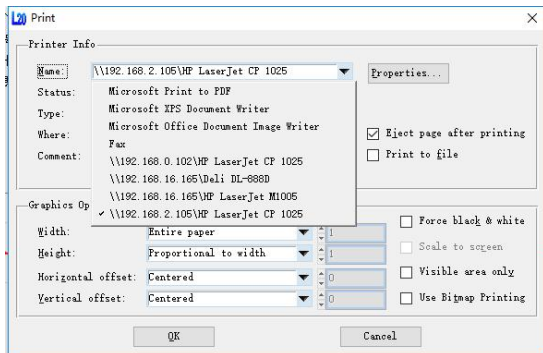 L20 Print
Printer Info
Name: \\192.168.2.105\HP LaserJet CP 1025 Properties...
Status:
Type:
Where:
Comment:
Microsoft Print to PDF
Microsoft XPS Document Writer
Microsoft Office Document Image Writer
Fax
\\192.168.0.102\HP LaserJet CP 1025
\\192.168.16.165\Deli DL-888D
\\192.168.16.165\HP LaserJet M1005
\\192.168.2.105\HP LaserJet CP 1025
Eject page after printing
Print to file
Graphics Op
Width: Entire paper 1
Height: Proportional to width 1
Horizontal offset: Centered 0
Vertical offset: Centered 0
Force black & white
Scale to screen
Visible area only
Use Bitmap Printing
OK Cancel